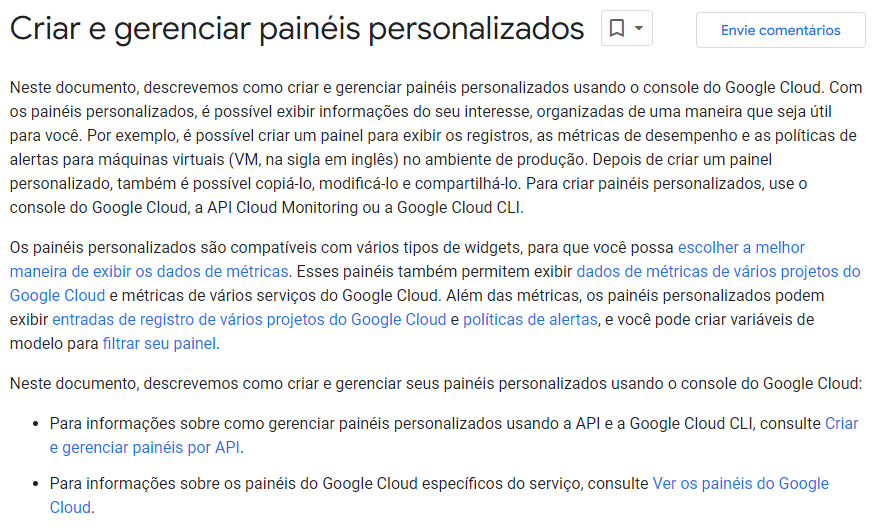 Criar e gerenciar painéis personalizados
Envie comentários
Neste documento, descrevemos como criar e gerenciar painéis personalizados usando o console do Google Cloud. Com
os painéis personalizados, é possível exibir informações do seu interesse, organizadas de uma maneira que seja útil
para você. Por exemplo, é possível criar um painel para exibir os registros, as métricas de desempenho e as políticas de
alertas para máquinas virtuais (VM, na sigla em inglês) no ambiente de produção. Depois de criar um painel
personalizado, também é possível copiá-lo, modificá-lo e compartilhá-lo. Para criar painéis personalizados, use o
console do Google Cloud, a API Cloud Monitoring ou a Google Cloud CLI.
Os painéis personalizados são compatíveis com vários tipos de widgets, para que você possa escolher a melhor
maneira de exibir os dados de métricas. Esses painéis também permitem exibir dados de métricas de vários projetos do
Google Cloud e métricas de vários serviços do Google Cloud. Além das métricas, os painéis personalizados podem
exibir entradas de registro de vários projetos do Google Cloud e políticas de alertas, e você pode criar variáveis de
modelo para filtrar seu painel.
Neste documento, descrevemos como criar e gerenciar seus painéis personalizados usando o console do Google Cloud:
• Para informações sobre como gerenciar painéis personalizados usando a API e a Google Cloud CLI, consulte Criar
e gerenciar painéis por API.
• Para informações sobre os painéis do Google Cloud específicos do serviço, consulte Ver os painéis do Google
Cloud.